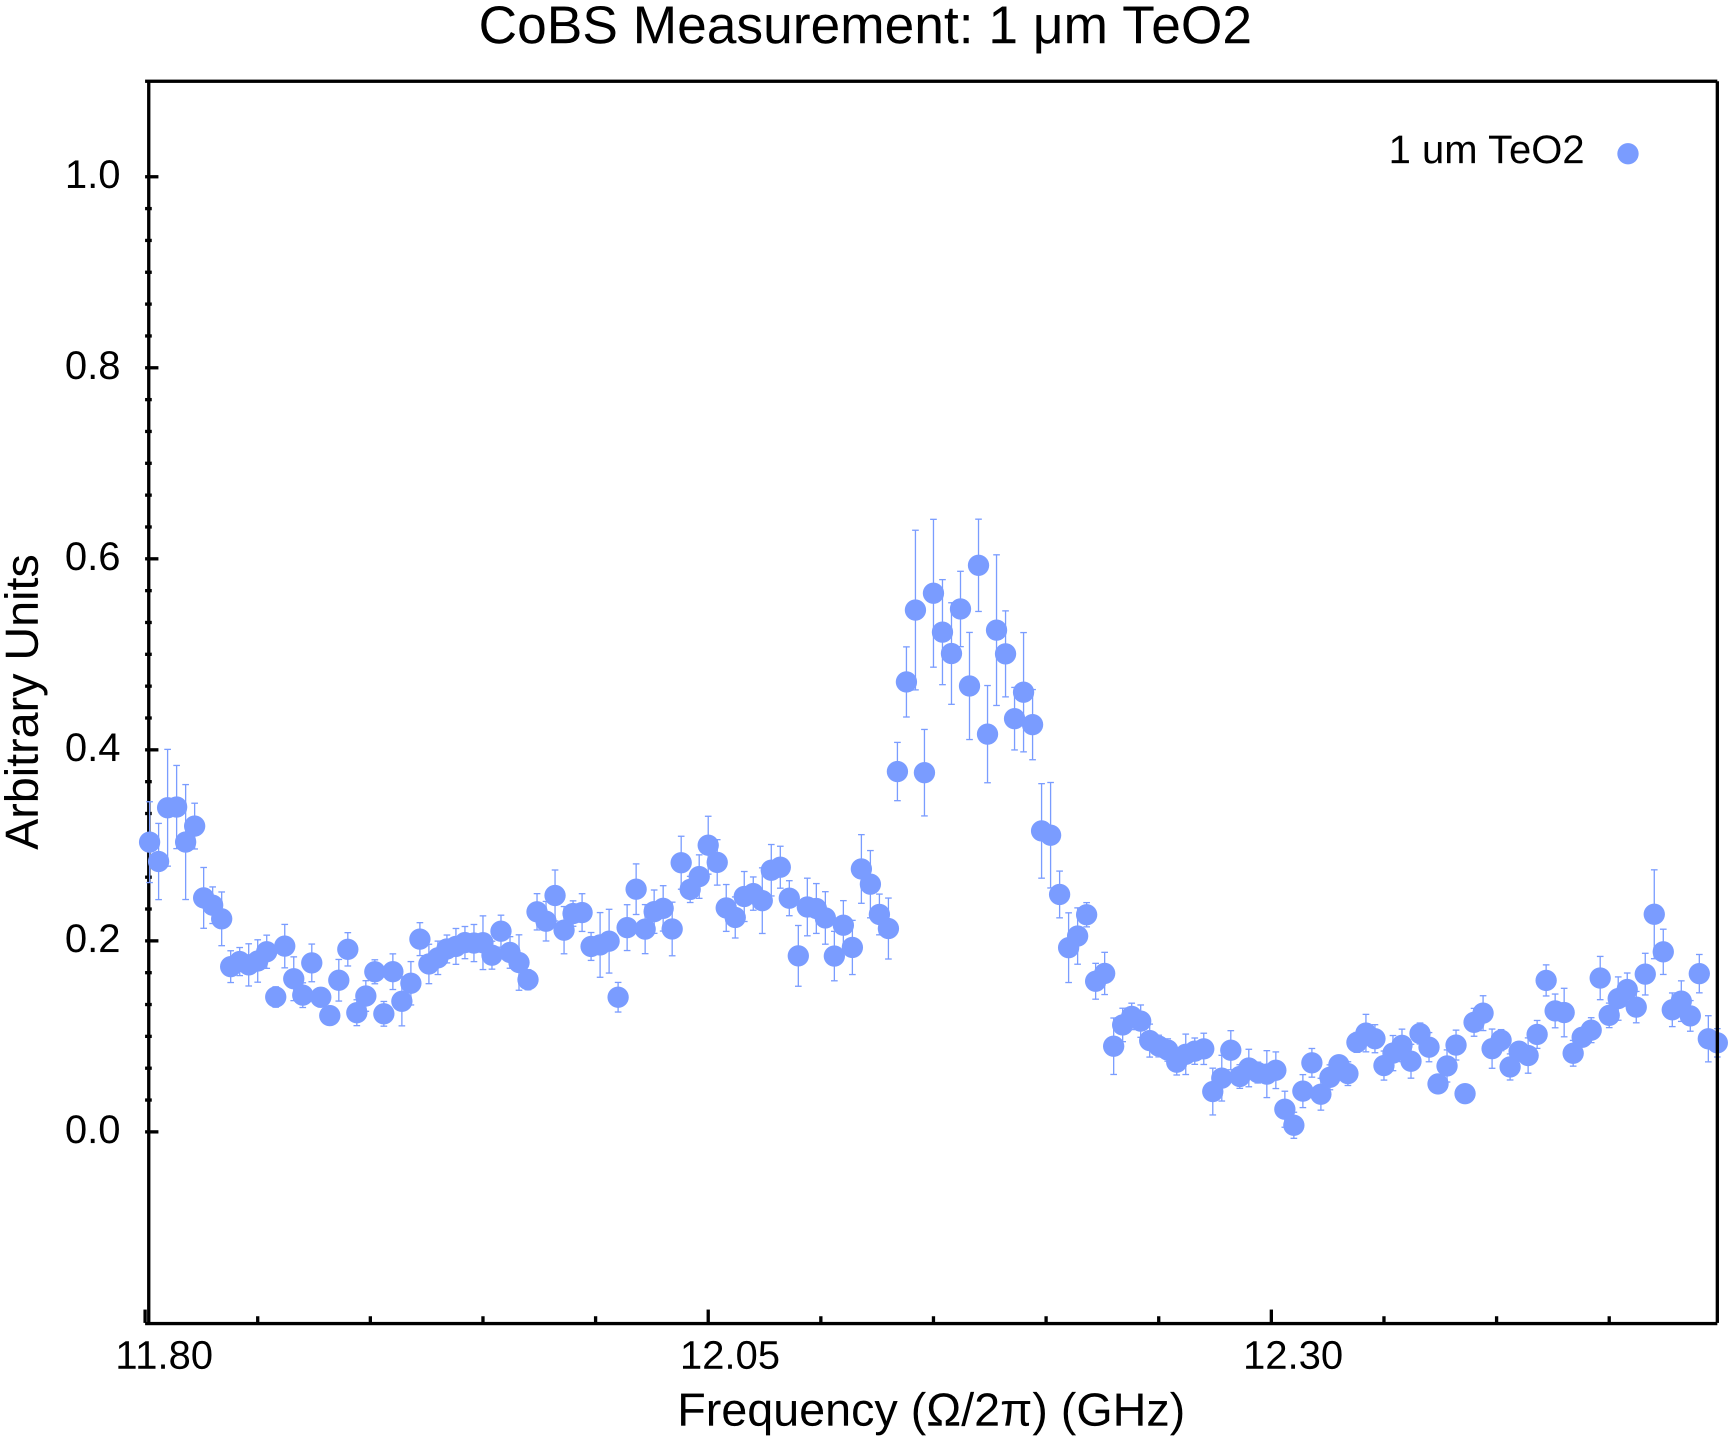 CoBS Measurement: 1 μm TeO2
1 um TeO2
1.0
0.8
0.6
0.4
0.2
0.0
Arbitrary Units
11.80
12.05
12.30
Frequency (Ω/2π) (GHz)